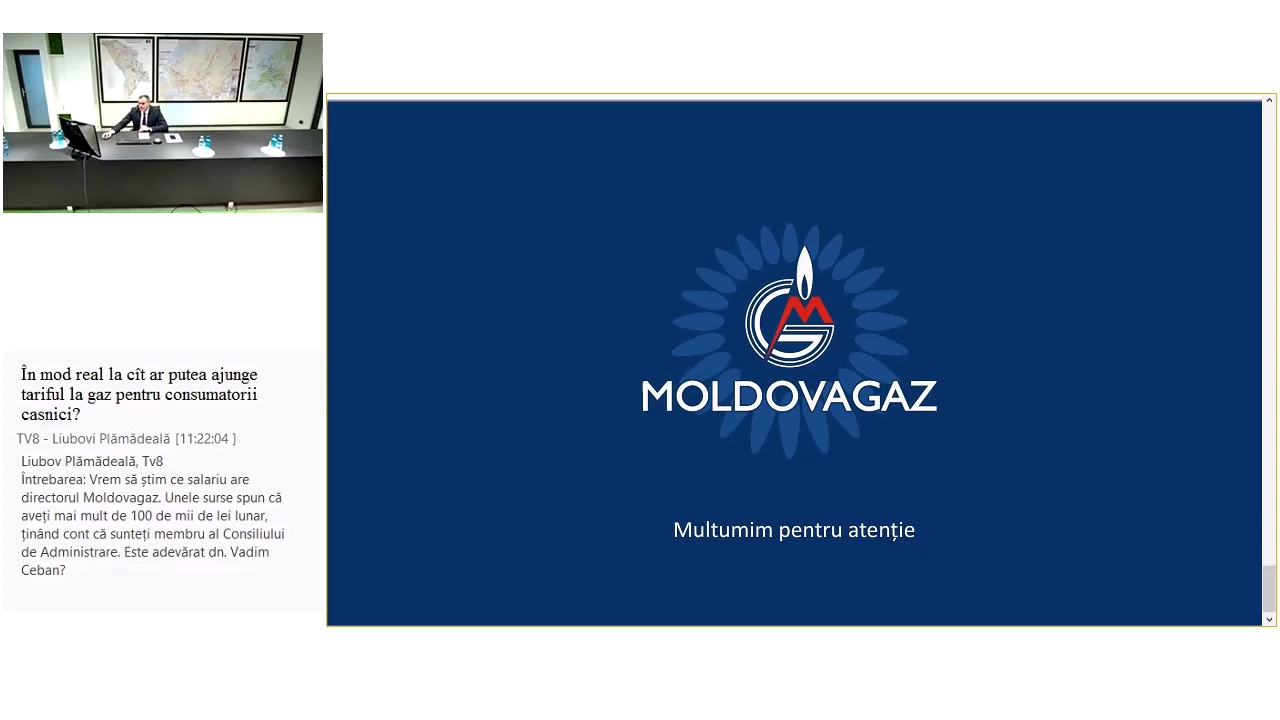 În mod real la cît ar putea ajunge
tariful la gaz pentru consumatorii
casnici?
TV8 - Liubovi Plămădeală [11:22:04 ]
Liubov Plămădeală, Tv8
Întrebarea: Vrem să știm ce salariu are
directorul Moldovagaz. Unele surse spun că
aveți mai mult de 100 de mii de lei lunar,
ținând cont că sunteți membru al Consiliului
de Administrare. Este adevărat dn. Vadim
Ceban?
MOLDOVAGAZ
Multumim pentru atenție